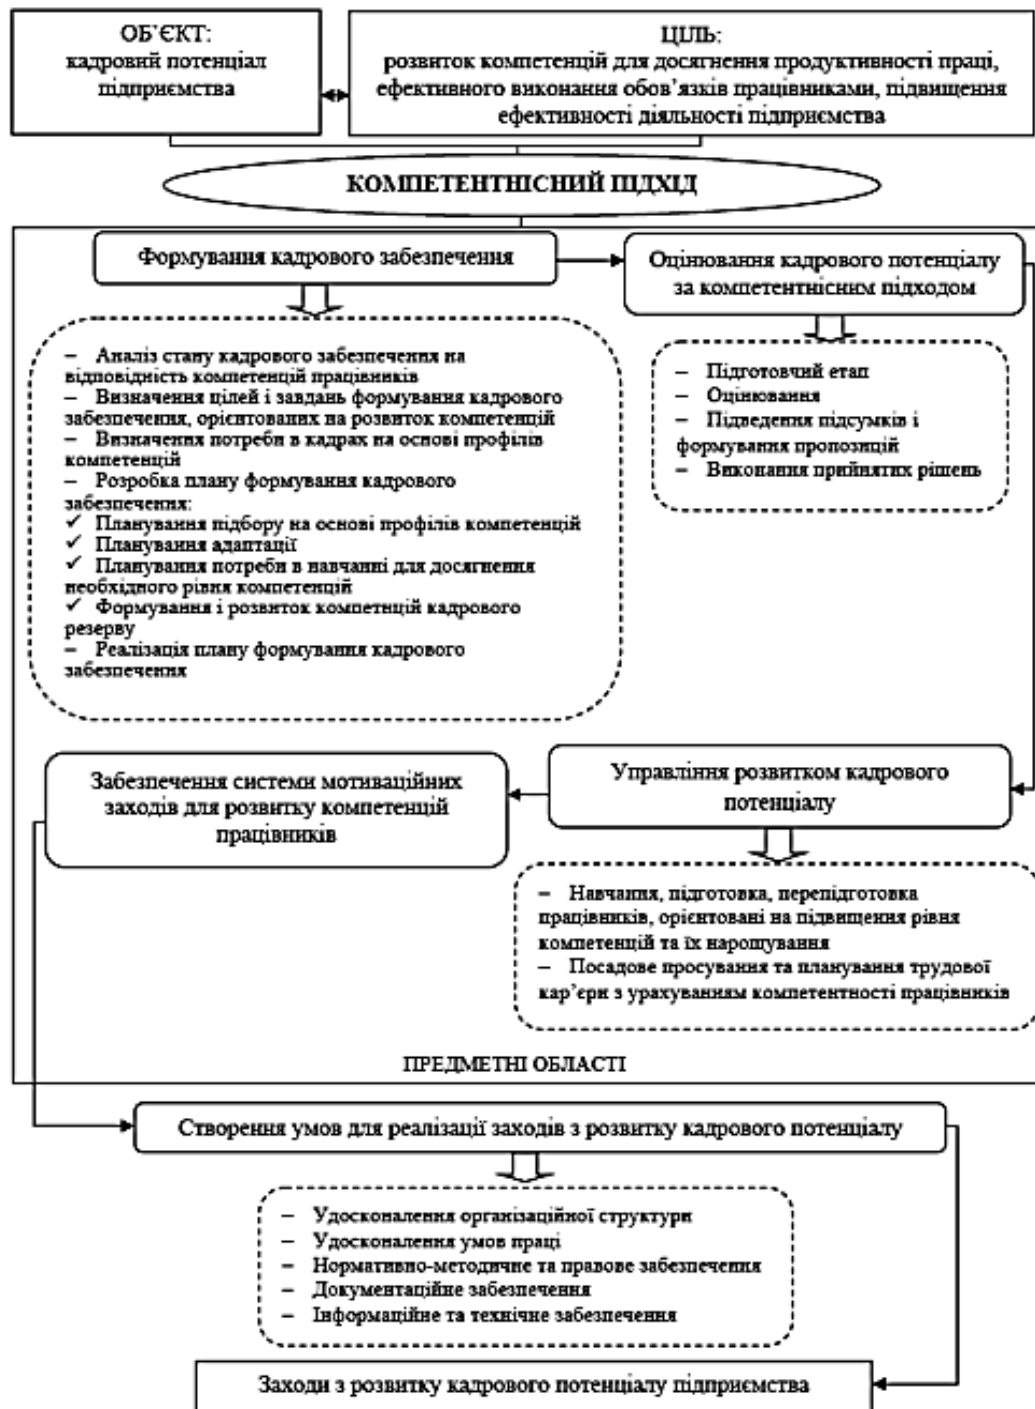 ОБ’ЄКТ:
кадровий потенціал
підприємства
ЦІЛЬ:
розвиток компетенцій для досягнення продуктивності праці,
ефективного виконання обов’язків працівниками, підвищення
ефективності діяльності підприємства
КОМПЕТЕНТНІСНИЙ ПІДХІД
Формування кадрового забезпечення
Оцінювання кадрового потенціалу
за компетентнісним підходом
– Аналіз стану кадрового забезпечення на
відповідність компетенцій працівників
– Визначення цілей і завдань формування кадрового
забезпечення, орієнтованих на розвиток компетенцій
– Визначення потреби в кадрах на основі профілів
компетенцій
– Розробка плану формування кадрового
забезпечення:
✓ Планування підбору на основі профілів компетенцій
✓ Планування адаптації
✓ Планування потреби в навчанні для досягнення
необхідного рівня компетенцій
✓ Формування і розвиток компетнцій кадрового
резерву
– Реалізація плану формування кадрового
забезпечення
– Підготовчий етап
– Оцінювання
– Підведення підсумків і
формування пропозицій
– Виконання прийнятих рішень
Забезпечення системи мотиваційних
заходів для розвитку компетенцій
працівників
Управління розвитком кадрового
потенціалу
– Навчання, підготовка, перепідготовка
працівників, орієнтовані на підвищення рівня
компетенцій та їх нарощування
– Посадове просування та планування трудової
кар’єри з урахуванням компетентності працівників
ПРЕДМЕТНІ ОБЛАСТІ
Створення умов для реалізації заходів з розвитку кадрового потенціалу
– Удосконалення організаційної структури
– Удосконалення умов праці
– Нормативно-методичне та правове забезпечення
– Документаційне забезпечення
– Інформаційне та технічне забезпечення
Заходи з розвитку кадрового потенціалу підприємства